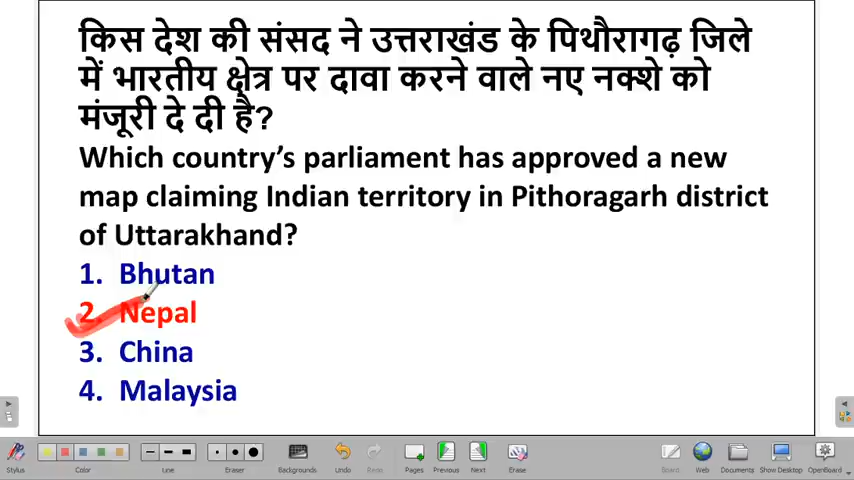 किस देश की संसद ने उत्तराखंड के पिथौरागढ़ जिले
में भारतीय क्षेत्र पर दावा करने वाले नए नक्शे को
मंजूरी दे दी है?
Which country’s parliament has approved a new
map claiming Indian territory in Pithoragarh district
of Uttarakhand?
1. Bhutan
2. Nepal
3. China
4. Malaysia
Stylus Color Line Eraser Backgrounds Undo Redo Pages Previous Next Erase Board Web Documents Show Desktop OpenBoard